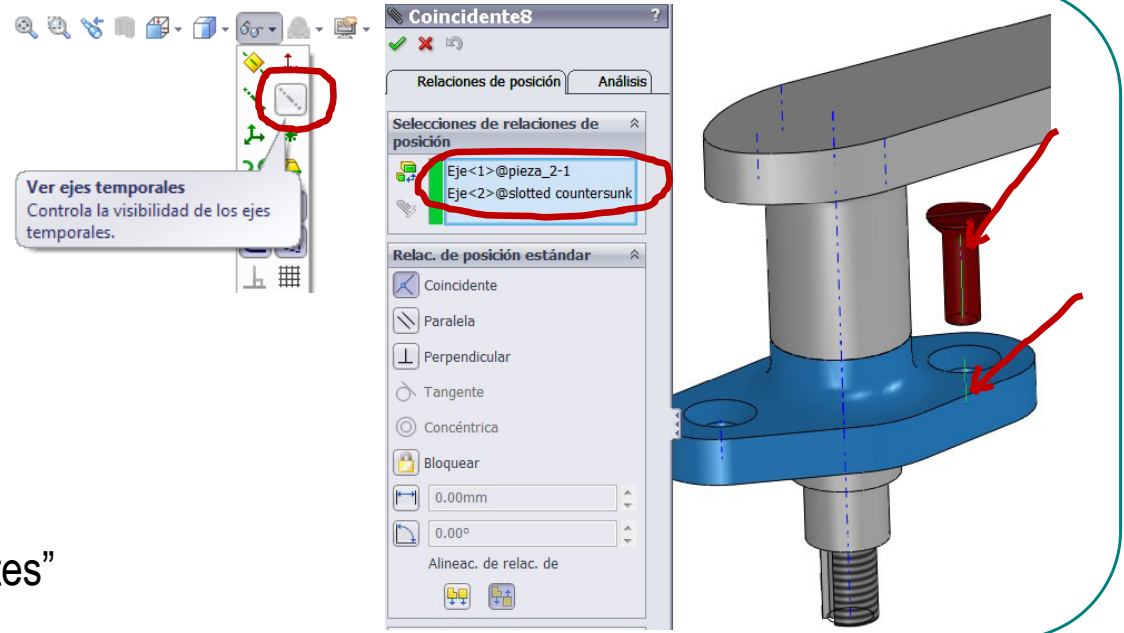 Ver ejes temporales
Controla la visibilidad de los ejes
temporales.
es”
Coincidente8
?
Relaciones de posición
Análisis
Selecciones de relaciones de
posición
Eje<1>@pieza_2-1
Eje<2>@slotted countersunk
Relac. de posición estándar
Coincidente
Paralela
Perpendicular
Tangente
Concéntrica
Bloquear
0.00mm
0.00º
Alineac. de relac. de